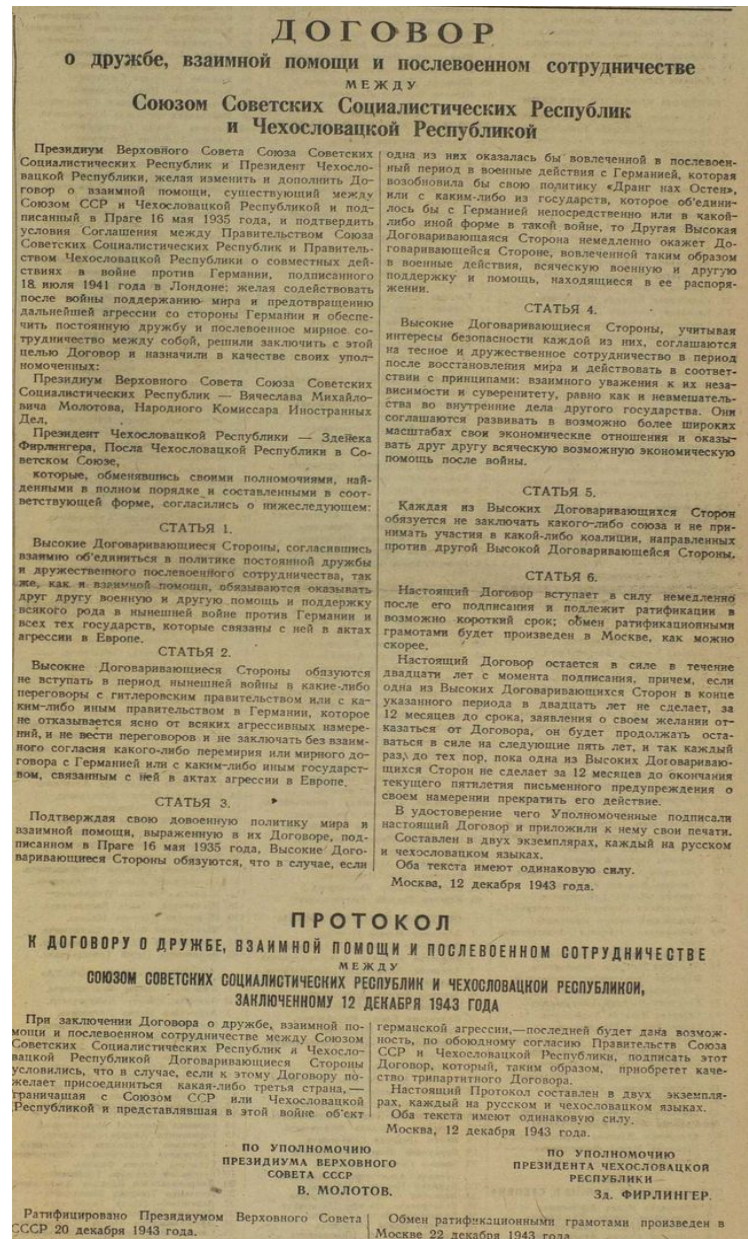 ДОГОВОР
о дружбе, взаимной помощи и послевоенном сотрудничестве
МЕЖДУ
Союзом Советских Социалистических Республик
и Чехословацкой Республикой
Президиум Верховного Совета Союза Советских
Социалистических Республик и Президент Чехосло-
вацкой Республики, желая изменить и дополнить До-
говор о взаимной помощи, существующий между
Союзом ССР и Чехословацкой Республикой и под-
писанный в Праге 16 мая 1935 года, и подтвердить
условия Соглашения между Правительством Союза
Советских Социалистических Республик и Правитель-
ством Чехословацкой Республики о совместных дей-
ствиях в войне против Германии, подписанного
18 июля 1941 года в Лондоне; желая содействовать
после войны поддержанию мира и предотвращению
дальнейшей агрессии со стороны Германии и обеспе-
чить постоянную дружбу и послевоенное мирное со-
трудничество между собой, решили заключить с этой
целью Договор и назначили в качестве своих упол-
номоченных:
Президиум Верховного Совета Союза Советских
Социалистических Республик — Вячеслава Михайло-
вича Молотова, Народного Комиссара Иностранных
Дел,
Президент Чехословацкой Республики — Зденека
Фирлингера, Посла Чехословацкой Республики в Со-
ветском Союзе,
которые, обменявшись своими полномочиями, най-
денными в полном порядке и составленными в соот-
ветствующей форме, согласились о нижеследующем:
СТАТЬЯ 1.
Высокие Договаривающиеся Стороны, согласившись
взаимно об'единиться в политике постоянной дружбы
и дружественного послевоенного сотрудничества, так
же, как и взаимной помощи, обязываются оказывать
друг другу военную и другую помощь и поддержку
всякого рода в нынешней войне против Германии и
всех тех государств, которые связаны с ней в актах
агрессии в Европе.
СТАТЬЯ 2.
Высокие Договаривающиеся Стороны обязуются
не вступать в период нынешней войны в какие-либо
переговоры с гитлеровским правительством или с ка-
ким-либо иным правительством в Германии, которое
не отказывается ясно от всяких агрессивных намере-
ний, и не вести переговоров и не заключать без взаим-
ного согласия какого-либо перемирия или мирного до-
говора с Германией или с каким-либо иным государст-
вом, связанным с ней в актах агрессии в Европе.
СТАТЬЯ 3.
Подтверждая свою довоенную политику мира и
взаимной помощи, выраженную в их Договоре, под-
писанном в Праге 16 мая 1935 года, Высокие Дого-
варивающиеся Стороны обязуются, что в случае, если
одна из них оказалась бы вовлеченной в послевоен-
ный период в военные действия с Германией, которая
возобновила бы свою политику «Дранг нах Остен»,
или с каким-либо из государств, которое об'едини-
лось бы с Германией непосредственно или в какой-
либо иной форме в такой войне, то Другая Высокая
Договаривающаяся Сторона немедленно окажет До-
говаривающейся Стороне, вовлеченной таким образом
в военные действия, всяческую военную и другую
поддержку и помощь, находящиеся в ее распоря-
жении.
СТАТЬЯ 4.
Высокие Договаривающиеся Стороны, учитывая
интересы безопасности каждой из них, соглашаются
на тесное и дружественное сотрудничество в период
после восстановления мира и действовать в соответ-
ствии с принципами: взаимного уважения к их неза-
висимости и суверенитету, равно как и невмешатель-
ства во внутренние дела другого государства. Они
соглашаются развивать в возможно более широких
масштабах свои экономические отношения и оказы-
вать друг другу всяческую возможную экономическую
помощь после войны.
СТАТЬЯ 5.
Каждая из Высоких Договаривающихся Сторон
обязуется не заключать какого-либо союза и не при-
нимать участия в какой-либо коалиции, направленных
против другой Высокой Договаривающейся Стороны.
СТАТЬЯ 6.
Настоящий Договор вступает в силу немедленно
после его подписания и подлежит ратификации в
возможно короткий срок; обмен ратификационными
грамотами будет произведен в Москве, как можно
скорее.
Настоящий Договор остается в силе в течение
двадцати лет с момента подписания, причем, если
одна из Высоких Договаривающихся Сторон в конце
указанного периода в двадцать лет не сделает, за
12 месяцев до срока, заявления о своем желании от-
казаться от Договора, он будет продолжать оста-
ваться в силе на следующие пять лет, и так каждый
раз, до тех пор, пока одна из Высоких Договариваю-
щихся Сторон не сделает за 12 месяцев до окончания
текущего пятилетия письменного предупреждения о
своем намерении прекратить его действие.
В удостоверение чего Уполномоченные подписали
настоящий Договор и приложили к нему свои печати.
Составлен в двух экземплярах, каждый на русском
и чехословацком языках.
Оба текста имеют одинаковую силу.
Москва, 12 декабря 1943 года.
ПРОТОКОЛ
К ДОГОВОРУ О ДРУЖБЕ, ВЗАИМНОЙ ПОМОЩИ И ПОСЛЕВОЕННОМ СОТРУДНИЧЕСТВЕ
МЕЖДУ
СОЮЗОМ СОВЕТСКИХ СОЦИАЛИСТИЧЕСКИХ РЕСПУБЛИК И ЧЕХОСЛОВАЦКОЙ РЕСПУБЛИКОЙ,
ЗАКЛЮЧЕННОМУ 12 ДЕКАБРЯ 1943 ГОДА
При заключении Договора о дружбе, взаимной по-
мощи и послевоенном сотрудничестве между Союзом
Советских Социалистических Республик и Чехосло-
вацкой Республикой Договаривающиеся Стороны
условились, что в случае, если к этому Договору по-
желает присоединиться какая-либо третья страна, —
граничащая с Союзом ССР или Чехословацкой
Республикой и представлявшая в этой войне об'ект
германской агрессии,—последней будет дана возмож-
ность, по обоюдному согласию Правительств Союза
ССР и Чехословацкой Республики, подписать этот
Договор, который, таким образом, приобретет каче-
ство трипартитного Договора.
Настоящий Протокол составлен в двух экземпля-
рах, каждый на русском и чехословацком языках.
Оба текста имеют одинаковую силу.
Москва, 12 декабря 1943 года.
ПО УПОЛНОМОЧИЮ
ПРЕЗИДИУМА ВЕРХОВНОГО
СОВЕТА СССР
В. МОЛОТОВ.
ПО УПОЛНОМОЧИЮ
ПРЕЗИДЕНТА ЧЕХОСЛОВАЦКОЙ
РЕСПУБЛИКИ
Зд. ФИРЛИНГЕР.
Ратифицировано Президиумом Верховного Совета
СССР 20 декабря 1943 года.
Обмен ратификационными грамотами произведен в
Москве 22 декабря 1943 года.